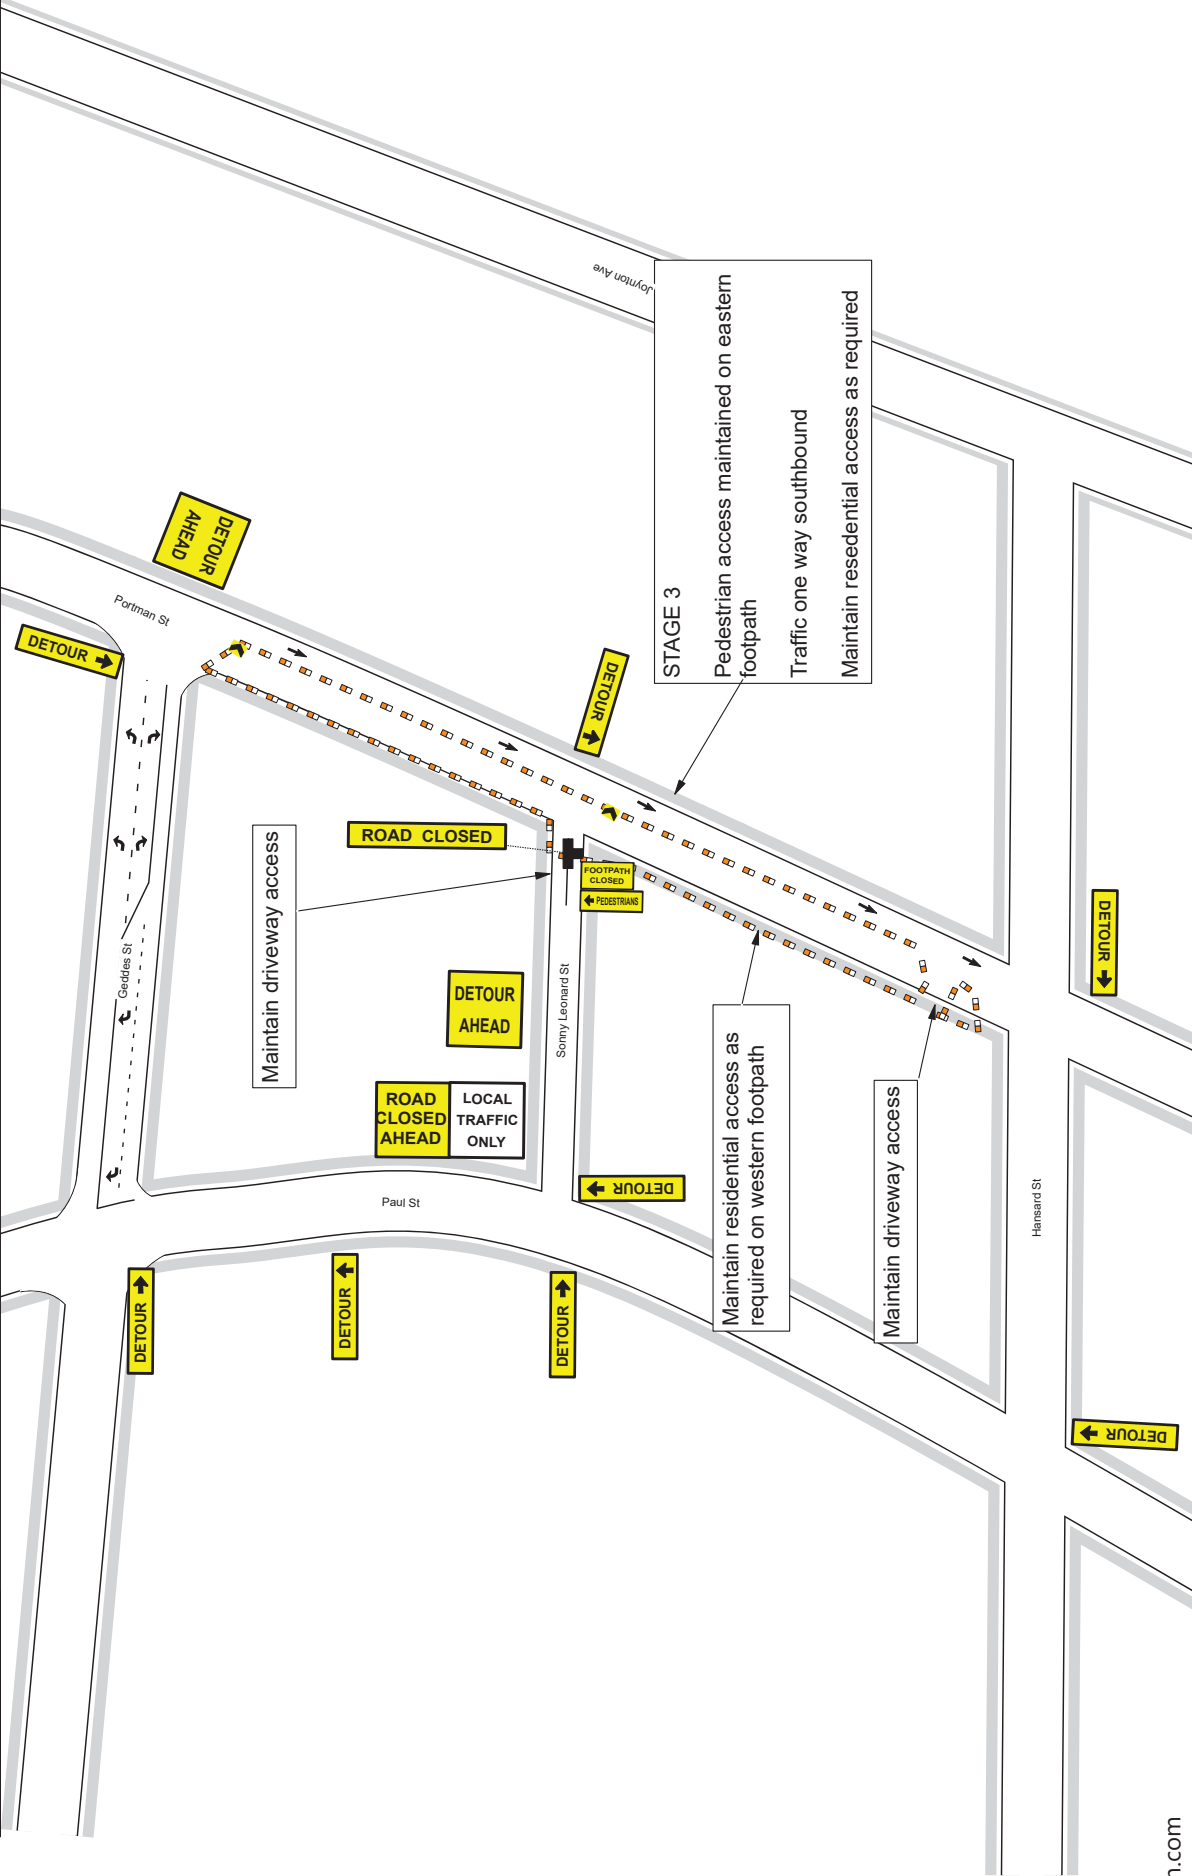 Joynton Ave
DETOUR
AHEAD
Portman St
DETOUR
STAGE 3
Pedestrian access maintained on eastern
footpath
Traffic one way southbound
Maintain resedential access as required
DETOUR
ROAD CLOSED
Maintain driveway access
FOOTPATH
CLOSED
PEDESTRIANS
DETOUR
Geddes St
DETOUR
AHEAD
Sonny Leonard St
ROAD
CLOSED
AHEAD
LOCAL
TRAFFIC
ONLY
Maintain residential access as
required on western footpath
Maintain driveway access
Paul St
DETOUR
Hansard St
DETOUR
DETOUR
DETOUR
DETOUR
n.com